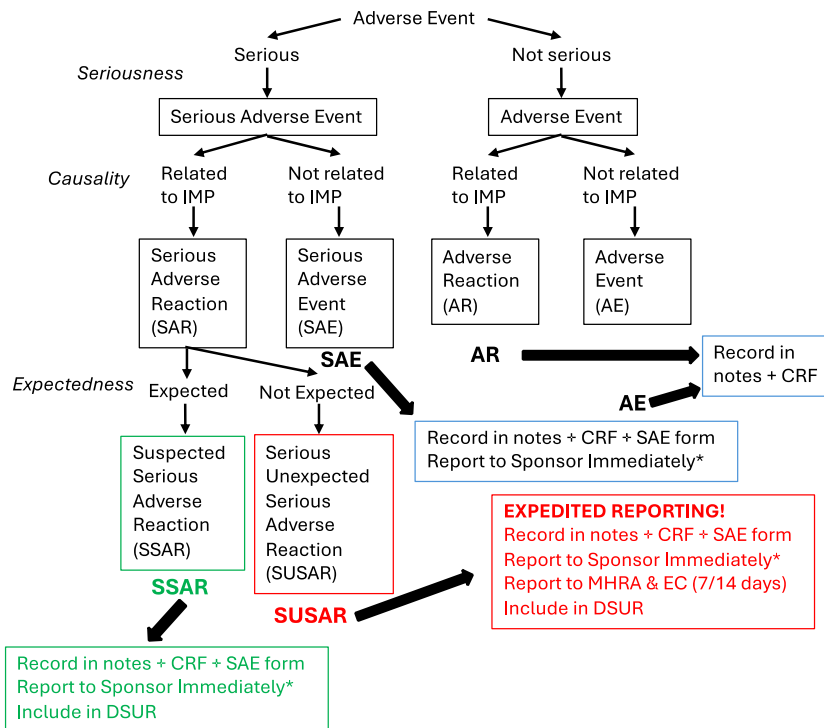 Adverse Event
Serious
Not serious
Seriousness
Serious Adverse Event
Adverse Event
Causality
Related
to IMP
Not related
to IMP
Related
to IMP
Not related
to IMP
Serious
Adverse
Reaction
(SAR)
Serious
Adverse
Event
(SAE)
Adverse
Reaction
(AR)
Adverse
Event
(AE)
SAE
AR
Record in
notes + CRF
Expectedness
Expected
Not Expected
AE
Record in notes + CRF + SAE form
Report to Sponsor Immediately*
Suspected
Serious
Adverse
Reaction
(SSAR)
Serious
Unexpected
Serious
Adverse
Reaction
(SUSAR)
EXPEDITED REPORTING!
Record in notes + CRF + SAE form
Report to Sponsor Immediately*
Report to MHRA & EC (7/14 days)
Include in DSUR
SSAR
SUSAR
Record in notes + CRF + SAE form
Report to Sponsor Immediately*
Include in DSUR